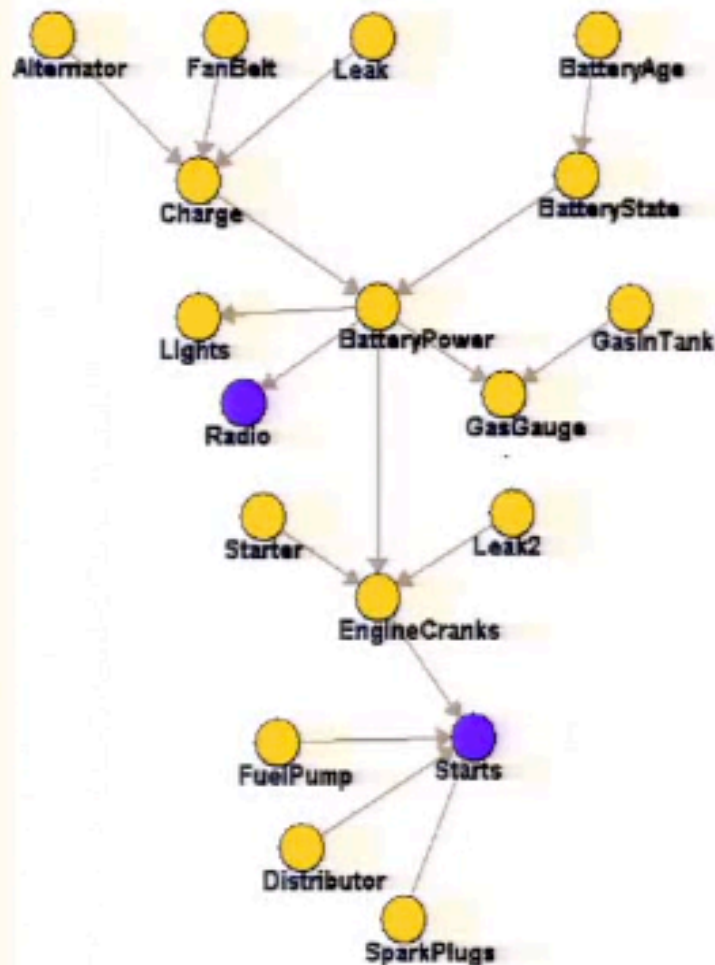 Alternator
FanBelt
Leak
BatteryAge
Charge
BatteryState
Lights
BatteryPower
GasInTank
Radio
GasGauge
Starter
Leak2
EngineCranks
FuelPump
Starts
Distributor
SparkPlugs